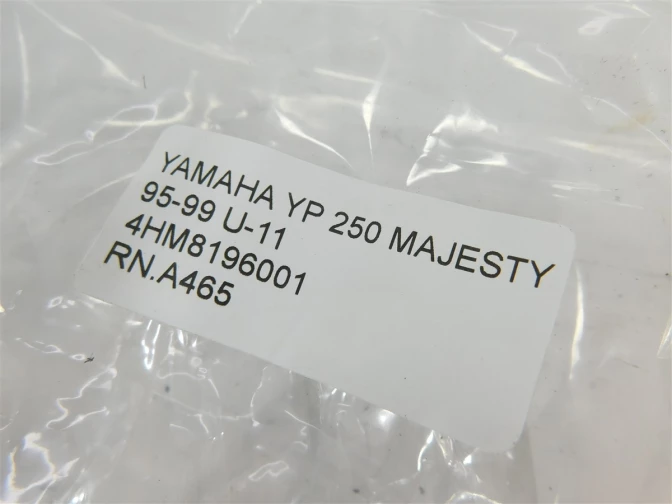 YAMAHA YP 250 MAJESTY
95-99 U-11
4HM8196001
RN.A465